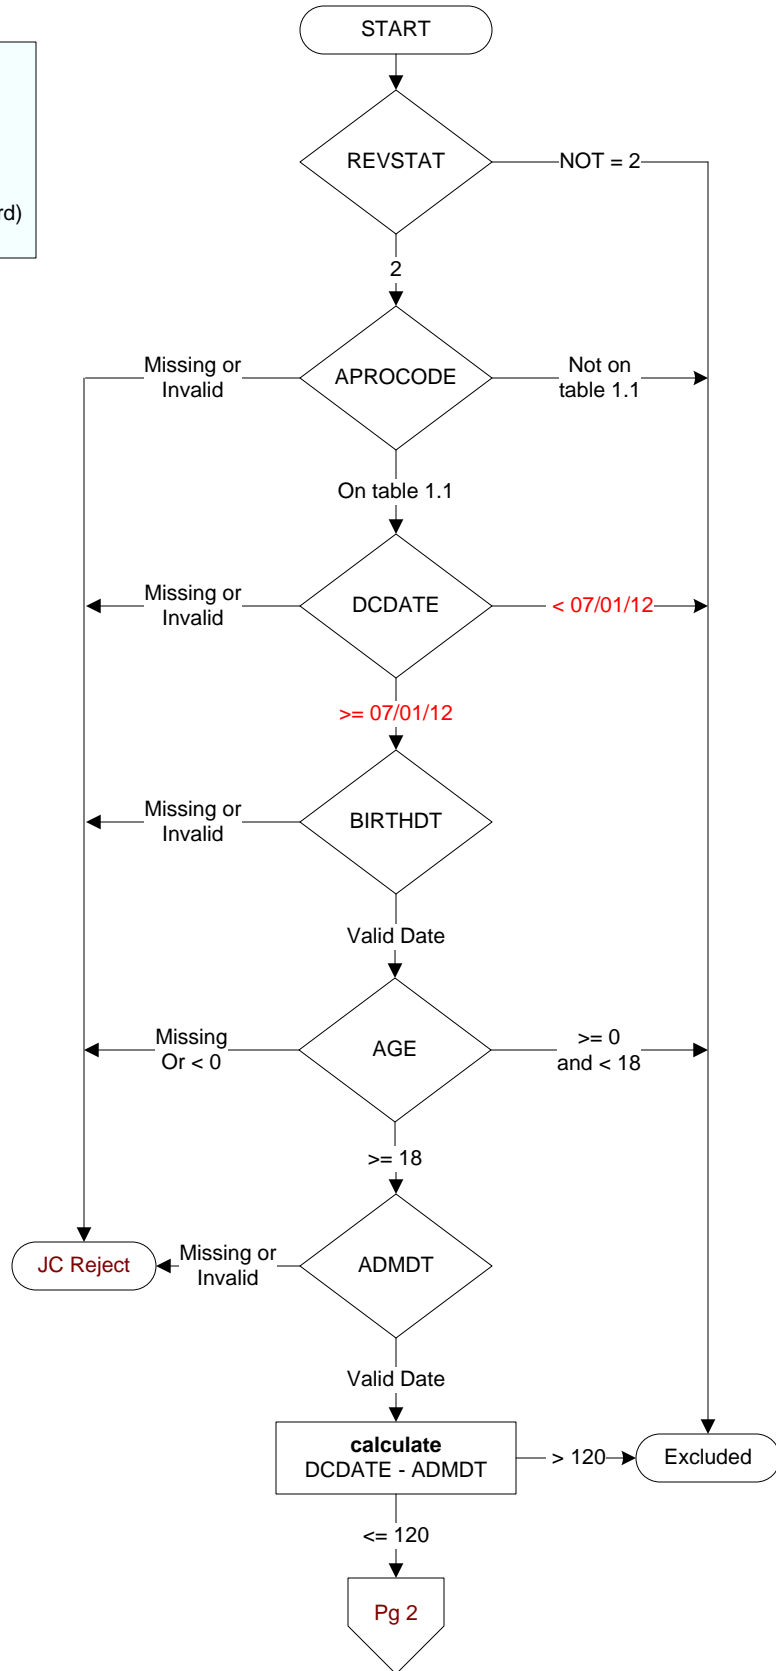 START
REVSTAT
NOT = 2
rd)
2
Missing or
Invalid
APROCODE
Not on
table 1.1
On table 1.1
Missing or
Invalid
DCDATE
< 07/01/12
>= 07/01/12
Missing or
Invalid
BIRTHDT
Valid Date
Missing
Or < 0
AGE
>= 0
and < 18
>= 18
JC Reject
Missing or
Invalid
ADMDT
Valid Date
calculate
DCDATE - ADMDT
> 120
Excluded
<= 120
Pg 2